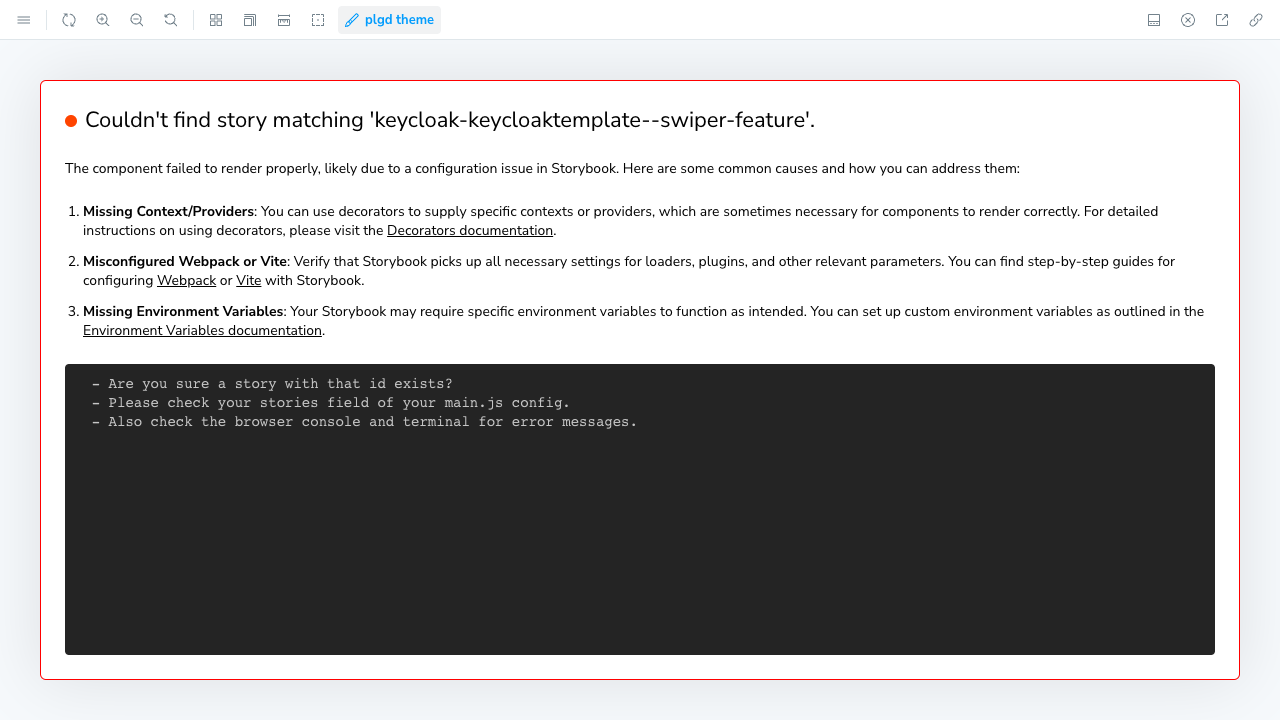 plgd theme
Couldn't find story matching 'keycloak-keycloaktemplate--swiper-feature'.
The component failed to render properly, likely due to a configuration issue in Storybook. Here are some common causes and how you can address them:
1. Missing Context/Providers: You can use decorators to supply specific contexts or providers, which are sometimes necessary for components to render correctly. For detailed
instructions on using decorators, please visit the Decorators documentation.
2. Misconfigured Webpack or Vite: Verify that Storybook picks up all necessary settings for loaders, plugins, and other relevant parameters. You can find step-by-step guides for
configuring Webpack or Vite with Storybook.
3. Missing Environment Variables: Your Storybook may require specific environment variables to function as intended. You can set up custom environment variables as outlined in the
Environment Variables documentation.
- Are you sure a story with that id exists?
- Please check your stories field of your main.js config.
- Also check the browser console and terminal for error messages.